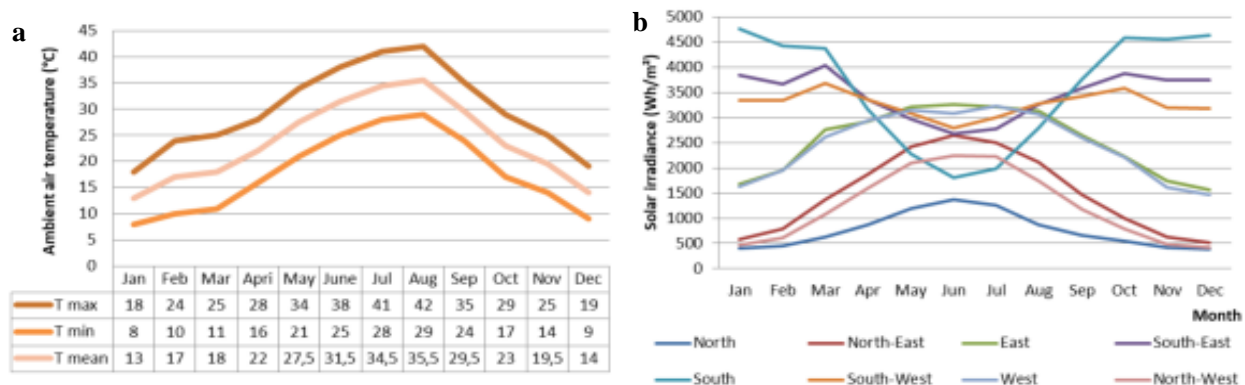 a
Ambient air temperature (°C)
45
40
35
30
25
20
15
10
5
0
Jan Feb Mar Apri May June Jul Aug Sep Oct Nov Dec
T max 18 24 25 28 34 38 41 42 35 29 25 19
T min 8 10 11 16 21 25 28 29 24 17 14 9
T mean 13 17 18 22 27,5 31,5 34,5 35,5 29,5 23 19,5 14
b
Solar irradiance (Wh/m²)
5000
4500
4000
3500
3000
2500
2000
1500
1000
500
0
Jan Feb Mar Apr May Jun Jul Aug Sep Oct Nov Dec
Month
North North-East East South-East
South South-West West North-West